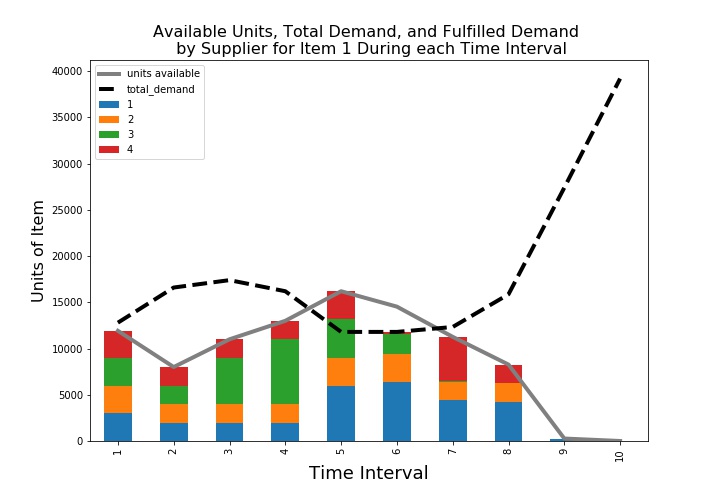 Available Units, Total Demand, and Fulfilled Demand
by Supplier for Item 1 During each Time Interval
units available
total_demand
1
2
3
4
40000
35000
30000
25000
20000
15000
10000
5000
0
Units of Item
1 2 3 4 5 6 7 8 9 10
Time Interval